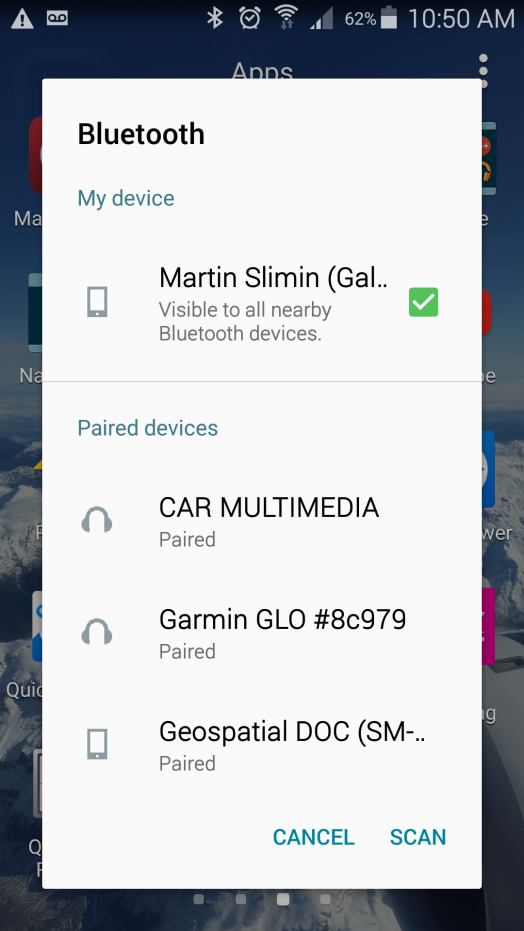 62% 10:50 AM
Apps
Bluetooth
My device
Martin Slimin (Gal..
Visible to all nearby
Bluetooth devices.
Paired devices
CAR MULTIMEDIA
Paired
Garmin GLO #8c979
Paired
Geospatial DOC (SM-..
Paired
CANCEL SCAN
Ma
e
Na
be
wer
Quic
ng
Q